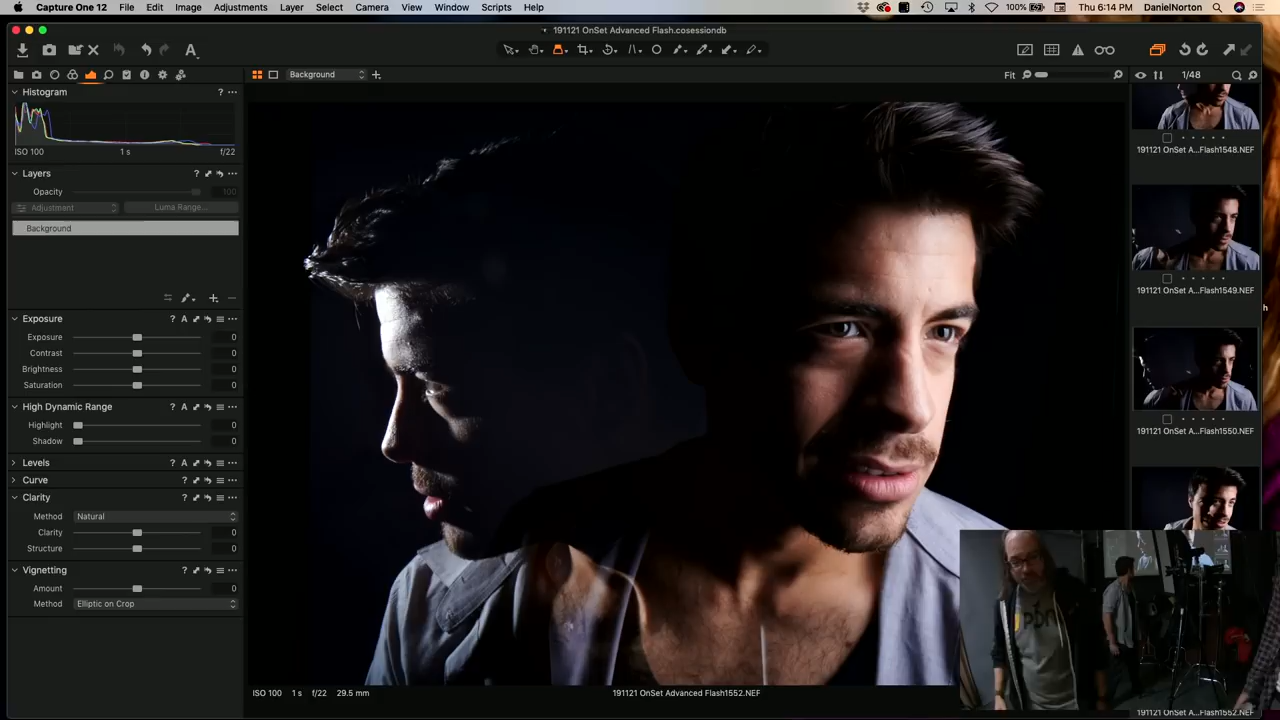 Capture One 12 File Edit Image Adjustments Layer Select Camera View Window Scripts Help 100% Thu 6:14 PM DanielNorton
191121 OnSet Advanced Flash.cosessiondb
Background Fit 1/48
Histogram ?
ISO 100 1 s f/22
Layers ?
Opacity 100
Adjustment Luma Range...
Background
Exposure ? A
Exposure 0
Contrast 0
Brightness 0
Saturation 0
High Dynamic Range ? A
Highlight 0
Shadow 0
Levels ? A
Curve ? A
Clarity ? A
Method Natural
Clarity 0
Structure 0
Vignetting ? A
Amount 0
Method Elliptic on Crop
ISO 100 1 s f/22 29.5 mm 191121 OnSet Advanced Flash1552.NEF
191121 OnSet A...Flash1548.NEF
191121 OnSet A...Flash1549.NEF
191121 OnSet A...Flash1550.NEF
191121 OnSet A...Flash1552.NEF